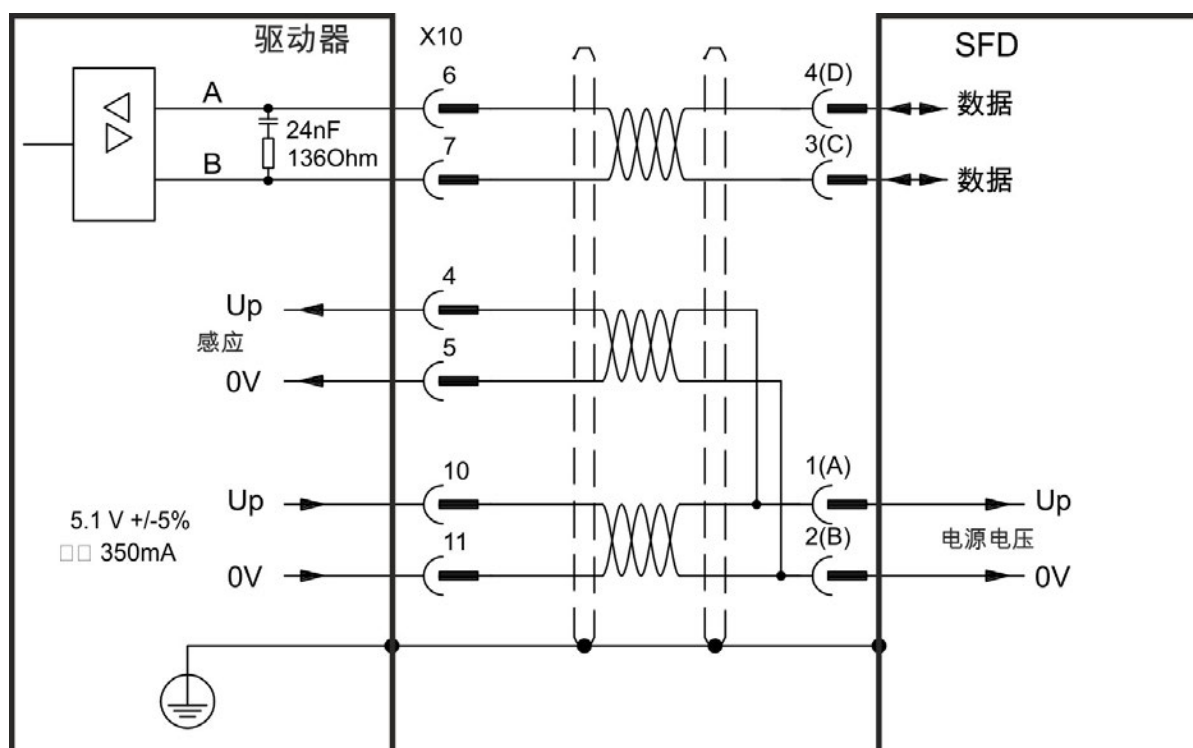 驱动器
X10
SFD
A
6
4(D)
数据
24nF
136Ohm
B
7
3(C)
数据
Up
4
感应
0V
5
Up
10
1(A)
Up
5.1 V +/-5%
350mA
电源电压
0V
11
2(B)
0V